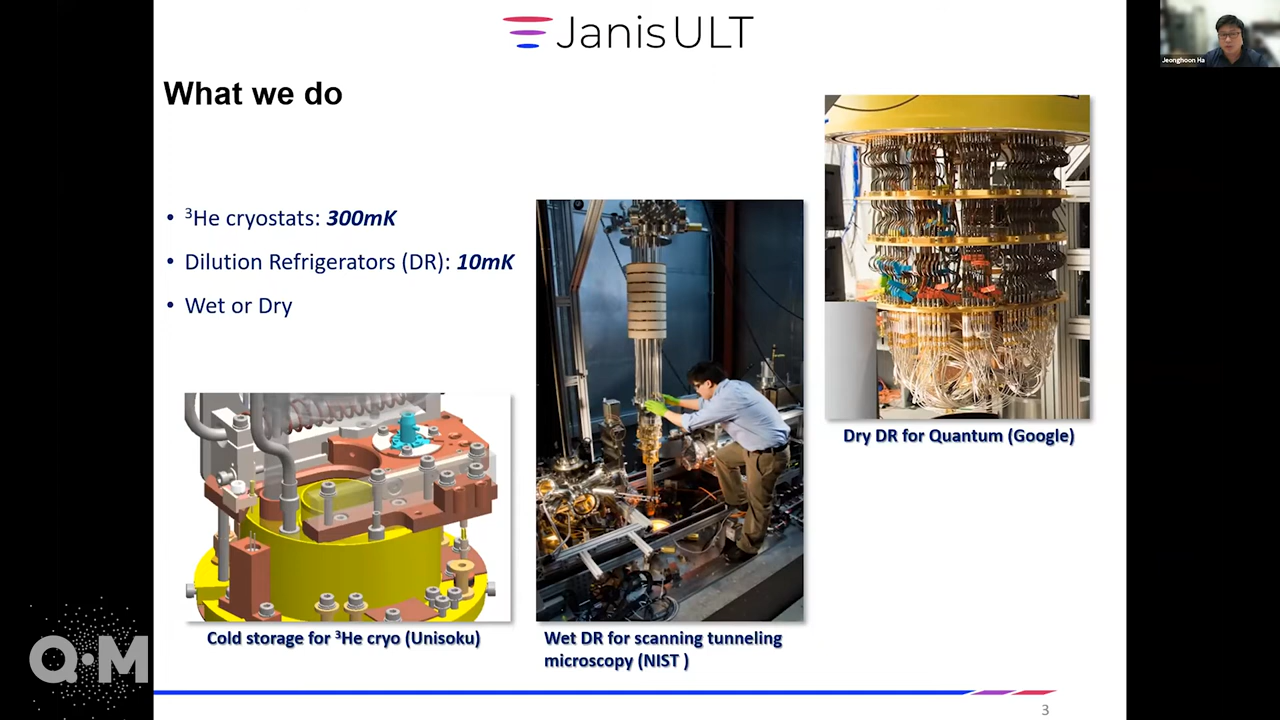 JanisULT
Jeonghoon Ha
What we do
• ³He cryostats: 300mK
• Dilution Refrigerators (DR): 10mK
• Wet or Dry
Dry DR for Quantum (Google)
Cold storage for ³He cryo (Unisoku)
Wet DR for scanning tunneling
microscopy (NIST )
Q·M
3